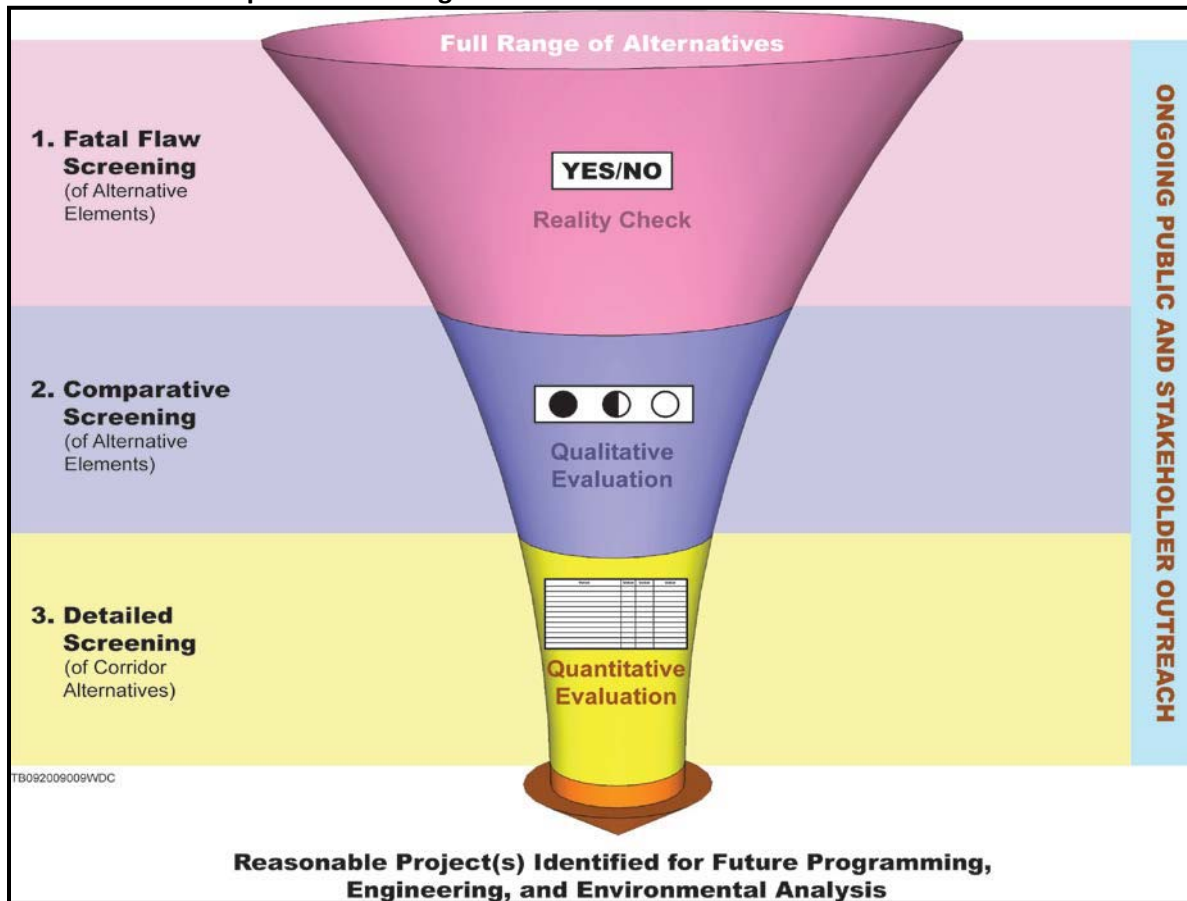 Full Range of Alternatives
1. Fatal Flaw
Screening
(of Alternative
Elements)
YES/NO
Reality Check
2. Comparative
Screening
(of Alternative
Elements)
Qualitative
Evaluation
3. Detailed
Screening
(of Corridor
Alternatives)
Quantitative
Evaluation
ONGOING PUBLIC AND STAKEHOLDER OUTREACH
TB092009009WDC
Reasonable Project(s) Identified for Future Programming,
Engineering, and Environmental Analysis